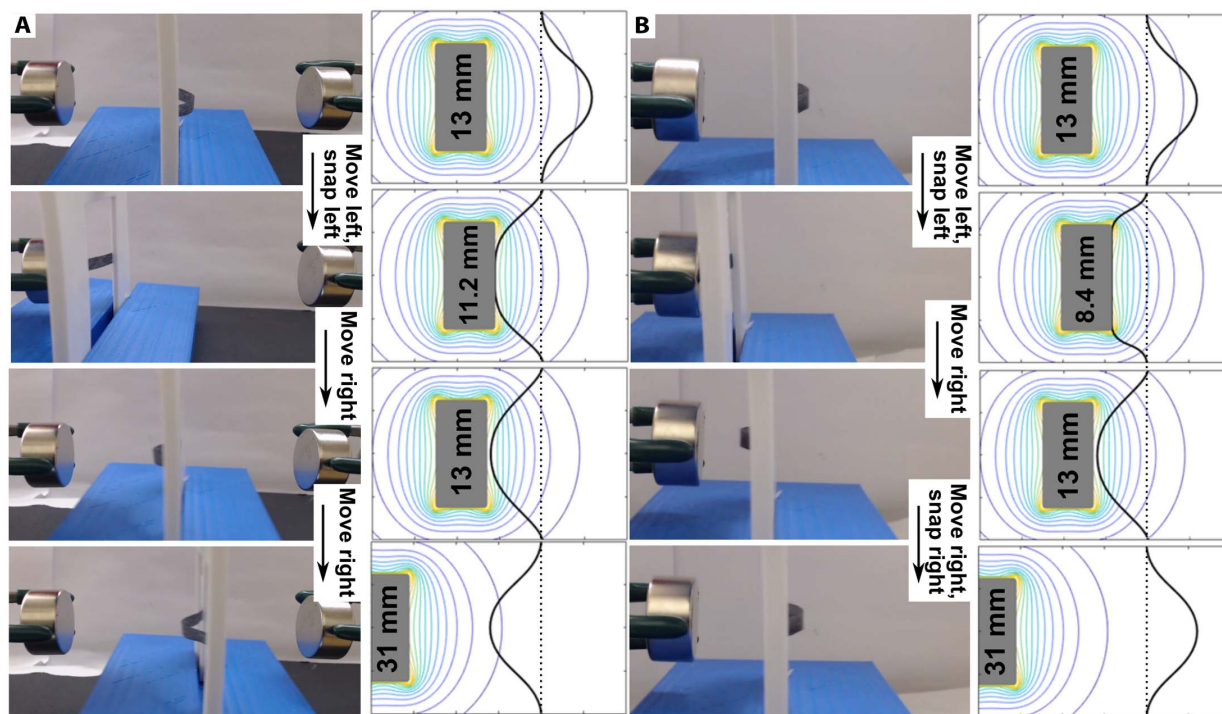 A
13 mm
Move left,
snap left
11.2 mm
Move right
13 mm
Move right
31 mm
B
13 mm
Move left,
snap left
8.4 mm
Move right
13 mm
Move right,
snap right
31 mm